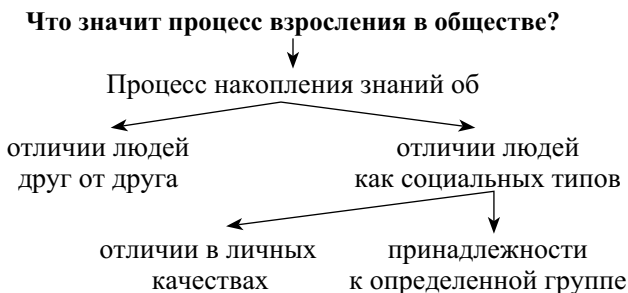 Что значит процесс взросления в обществе?
Процесс накопления знаний об
отличии людей
друг от друга
отличии людей
как социальных типов
отличии в личных
качествах
принадлежности
к определенной группе